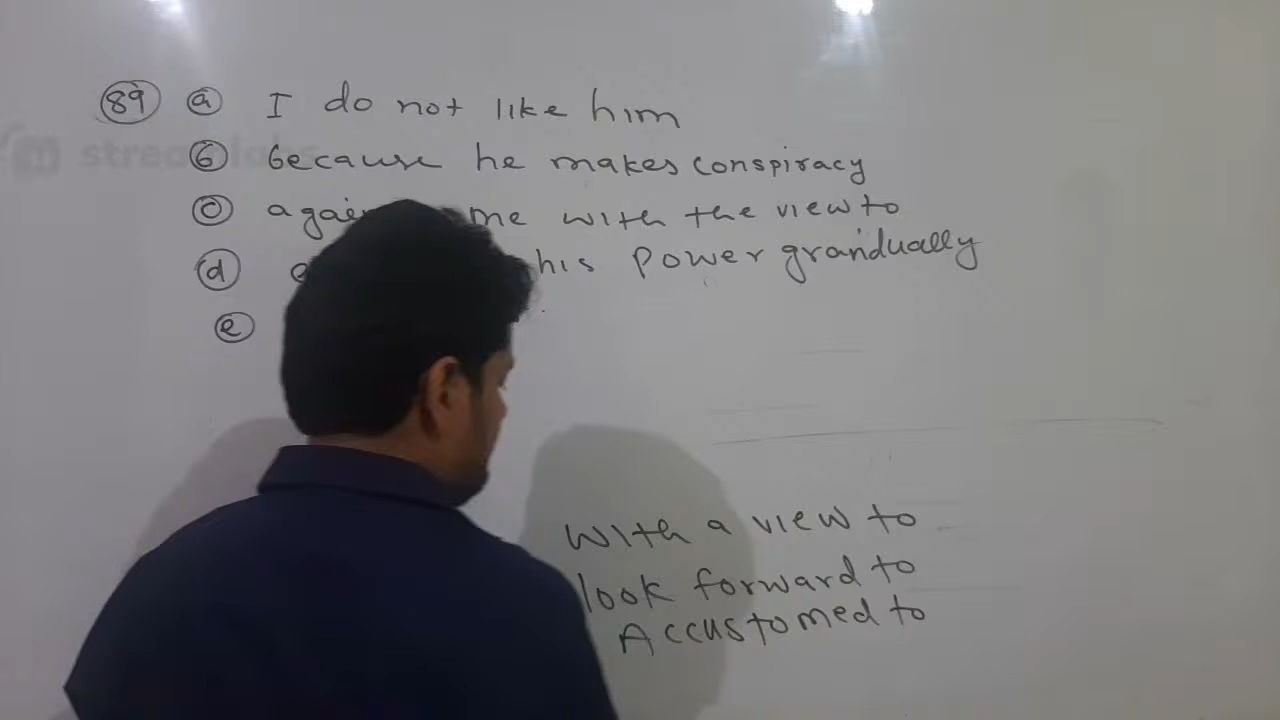 89 a I do not like him
b because he makes conspiracy
c me with the view to
d his Power grandually
e
streamlabs
With a view to
look forward to
Accustomed to